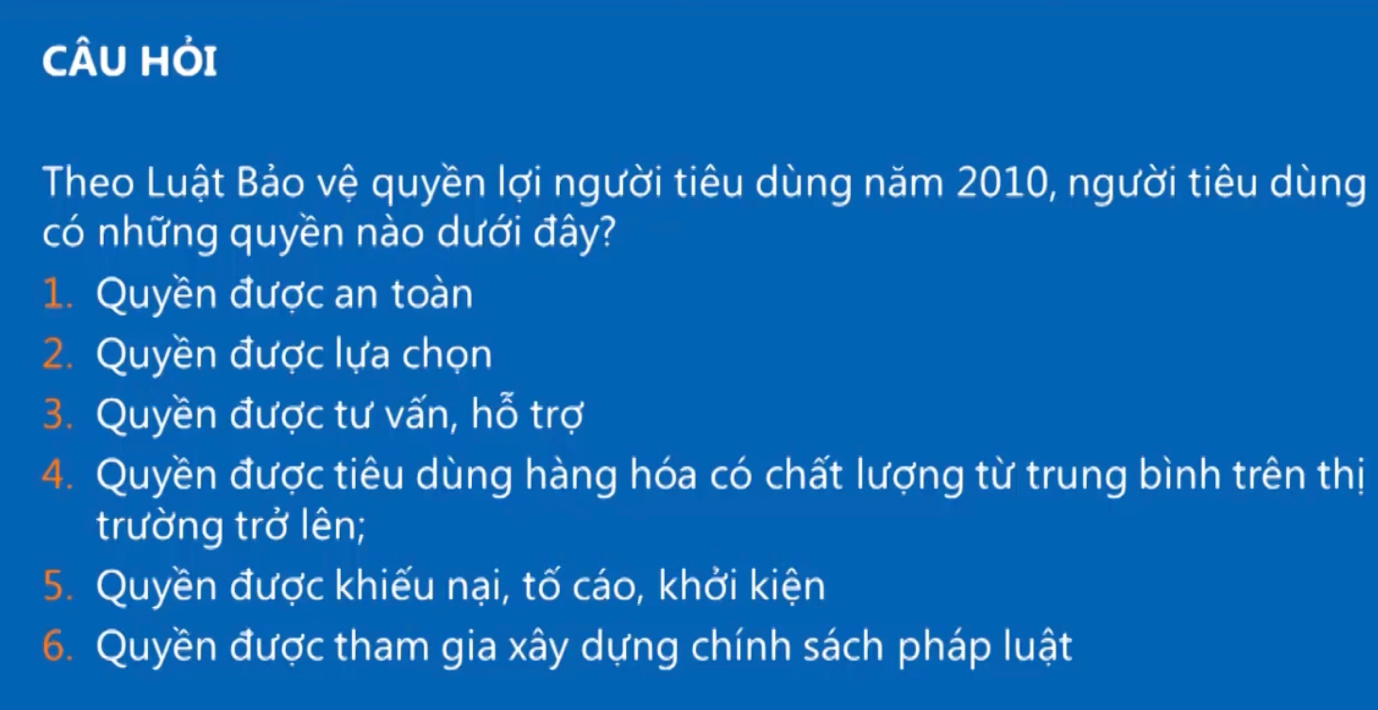 CÂU HỎI
Theo Luật Bảo vệ quyền lợi người tiêu dùng năm 2010, người tiêu dùng
có những quyền nào dưới đây?
1. Quyền được an toàn
2. Quyền được lựa chọn
3. Quyền được tư vấn, hỗ trợ
4. Quyền được tiêu dùng hàng hóa có chất lượng từ trung bình trên thị
trường trở lên;
5. Quyền được khiếu nại, tố cáo, khởi kiện
6. Quyền được tham gia xây dựng chính sách pháp luật